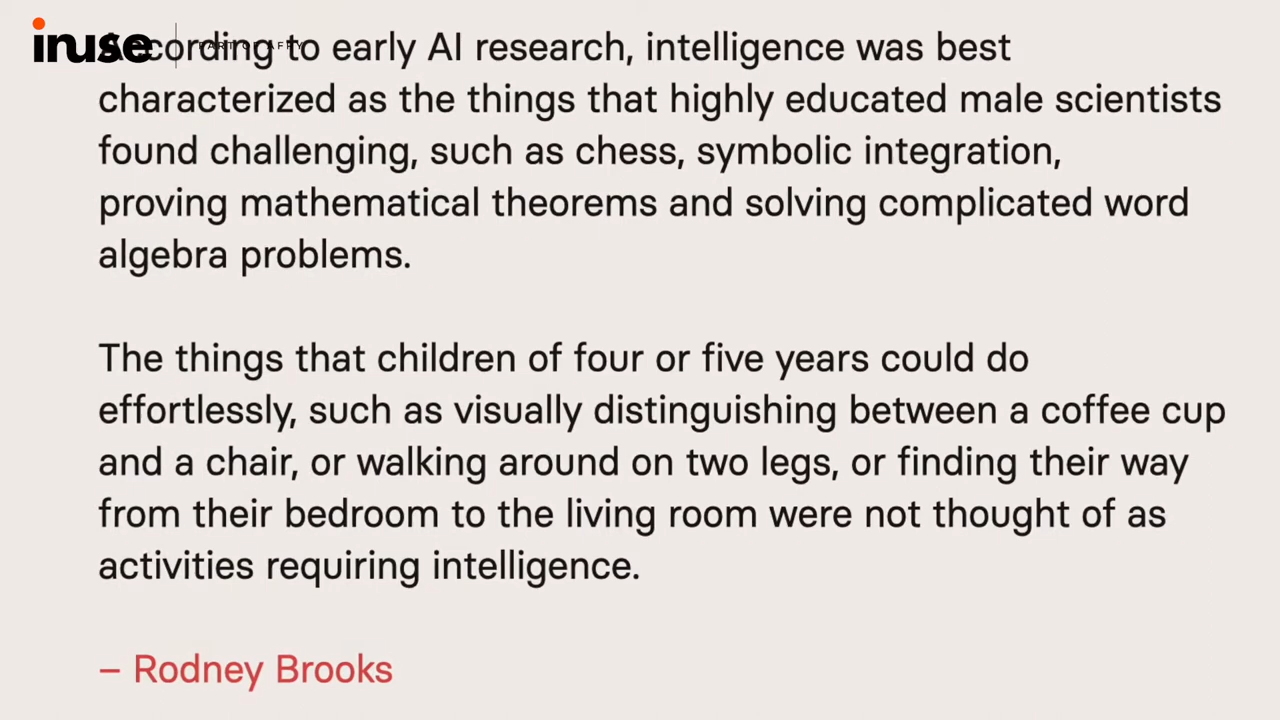 inuse
PART OF AFRY
According to early AI research, intelligence was best
characterized as the things that highly educated male scientists
found challenging, such as chess, symbolic integration,
proving mathematical theorems and solving complicated word
algebra problems.
The things that children of four or five years could do
effortlessly, such as visually distinguishing between a coffee cup
and a chair, or walking around on two legs, or finding their way
from their bedroom to the living room were not thought of as
activities requiring intelligence.
– Rodney Brooks